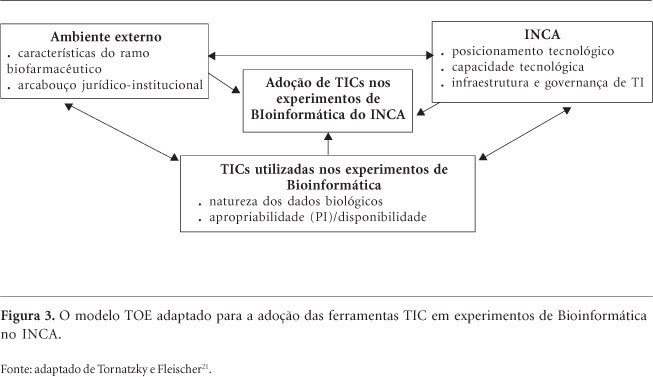 Ambiente externo
. características do ramo
biofarmacêutico
. arcabouço jurídico-institucional
INCA
. posicionamento tecnológico
. capacidade tecnológica
. infraestrutura e governança de TI
Adoção de TICs nos
experimentos de
BIoinformática do INCA
TICs utilizadas nos experimentos de
Bioinformática
. natureza dos dados biológicos
. apropriabilidade (PI)/disponibilidade
Figura 3. O modelo TOE adaptado para a adoção das ferramentas TIC em experimentos de Bioinformática
no INCA.
Fonte: adaptado de Tornatzky e Fleischer21.